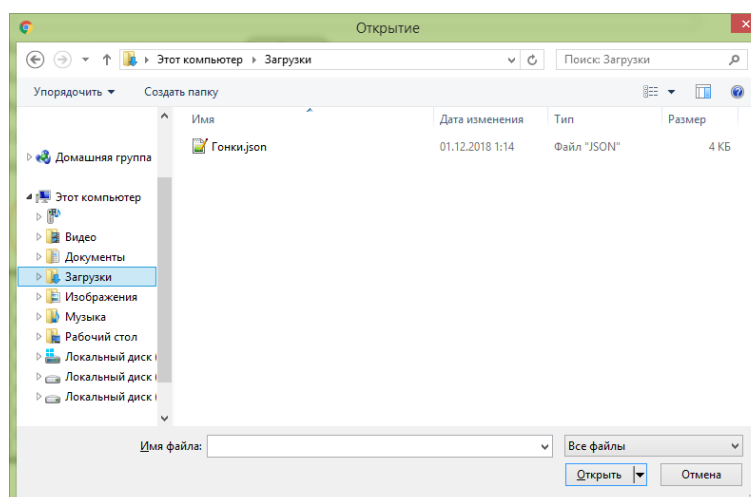 Открытие
Этот компьютер
Загрузки
Поиск: Загрузки
Упорядочить
Создать папку
Имя
Дата изменения
Тип
Размер
Гонки.json
01.12.2018 1:14
Файл "JSON"
4 КБ
Домашняя группа
Этот компьютер
Видео
Документы
Загрузки
Изображения
Музыка
Рабочий стол
Локальный диск (
Локальный диск (
Локальный диск (
Имя файла:
Все файлы
Открыть
Отмена